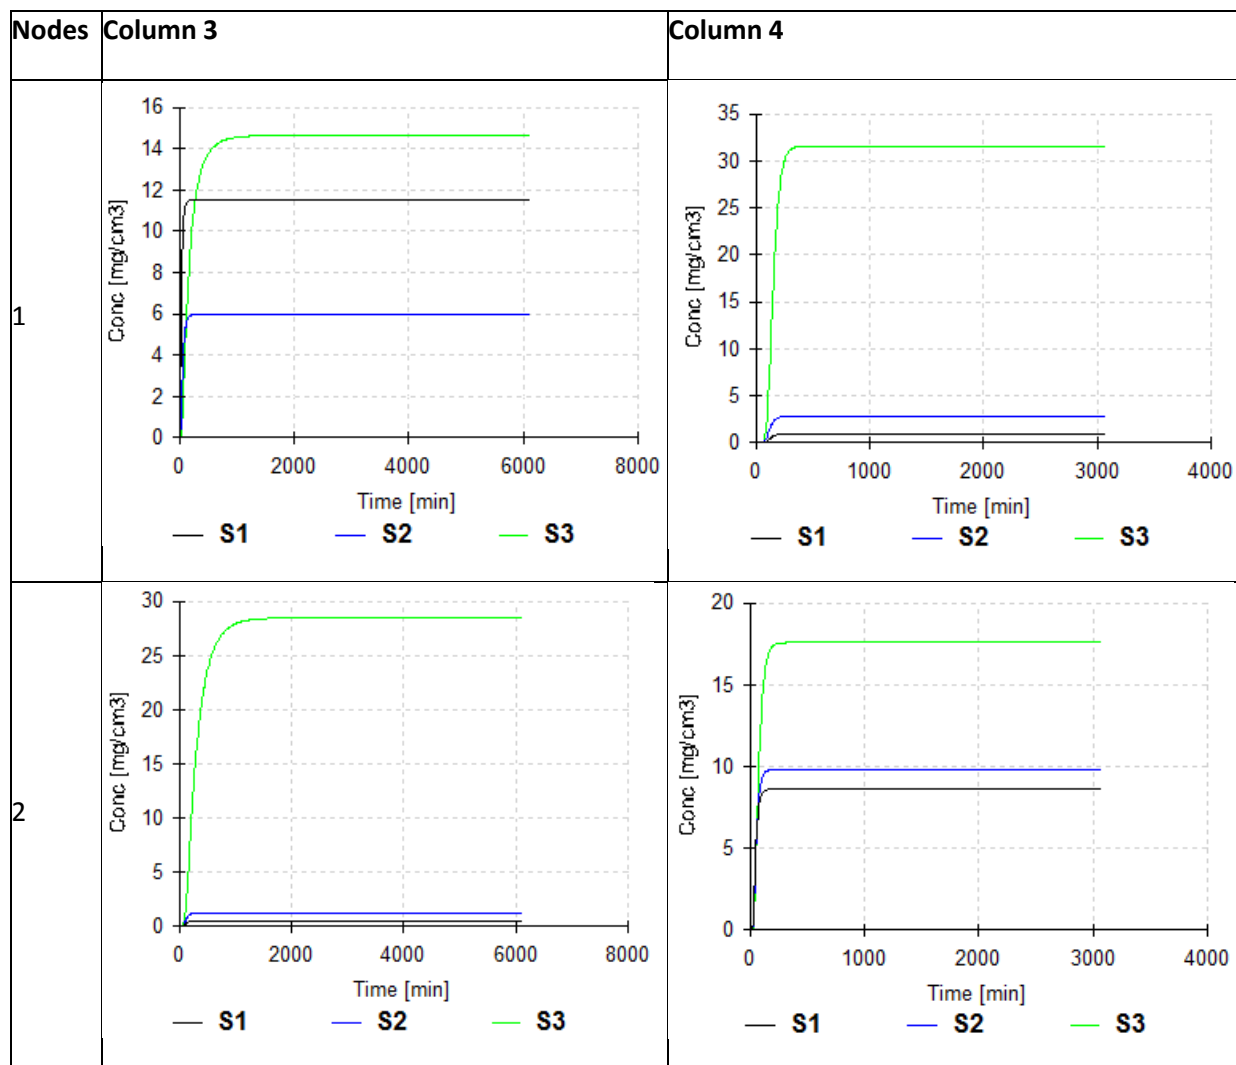 Nodes Column 3 Column 4
1
16
14
12
10
8
6
4
2
0
Conc [mg/cm3]
0 2000 4000 6000 8000
Time [min]
S1 S2 S3
35
30
25
20
15
10
5
0
Conc [mg/cm3]
0 1000 2000 3000 4000
Time [min]
S1 S2 S3
2
30
25
20
15
10
5
0
Conc [mg/cm3]
0 2000 4000 6000 8000
Time [min]
S1 S2 S3
20
15
10
5
0
Conc [mg/cm3]
0 1000 2000 3000 4000
Time [min]
S1 S2 S3